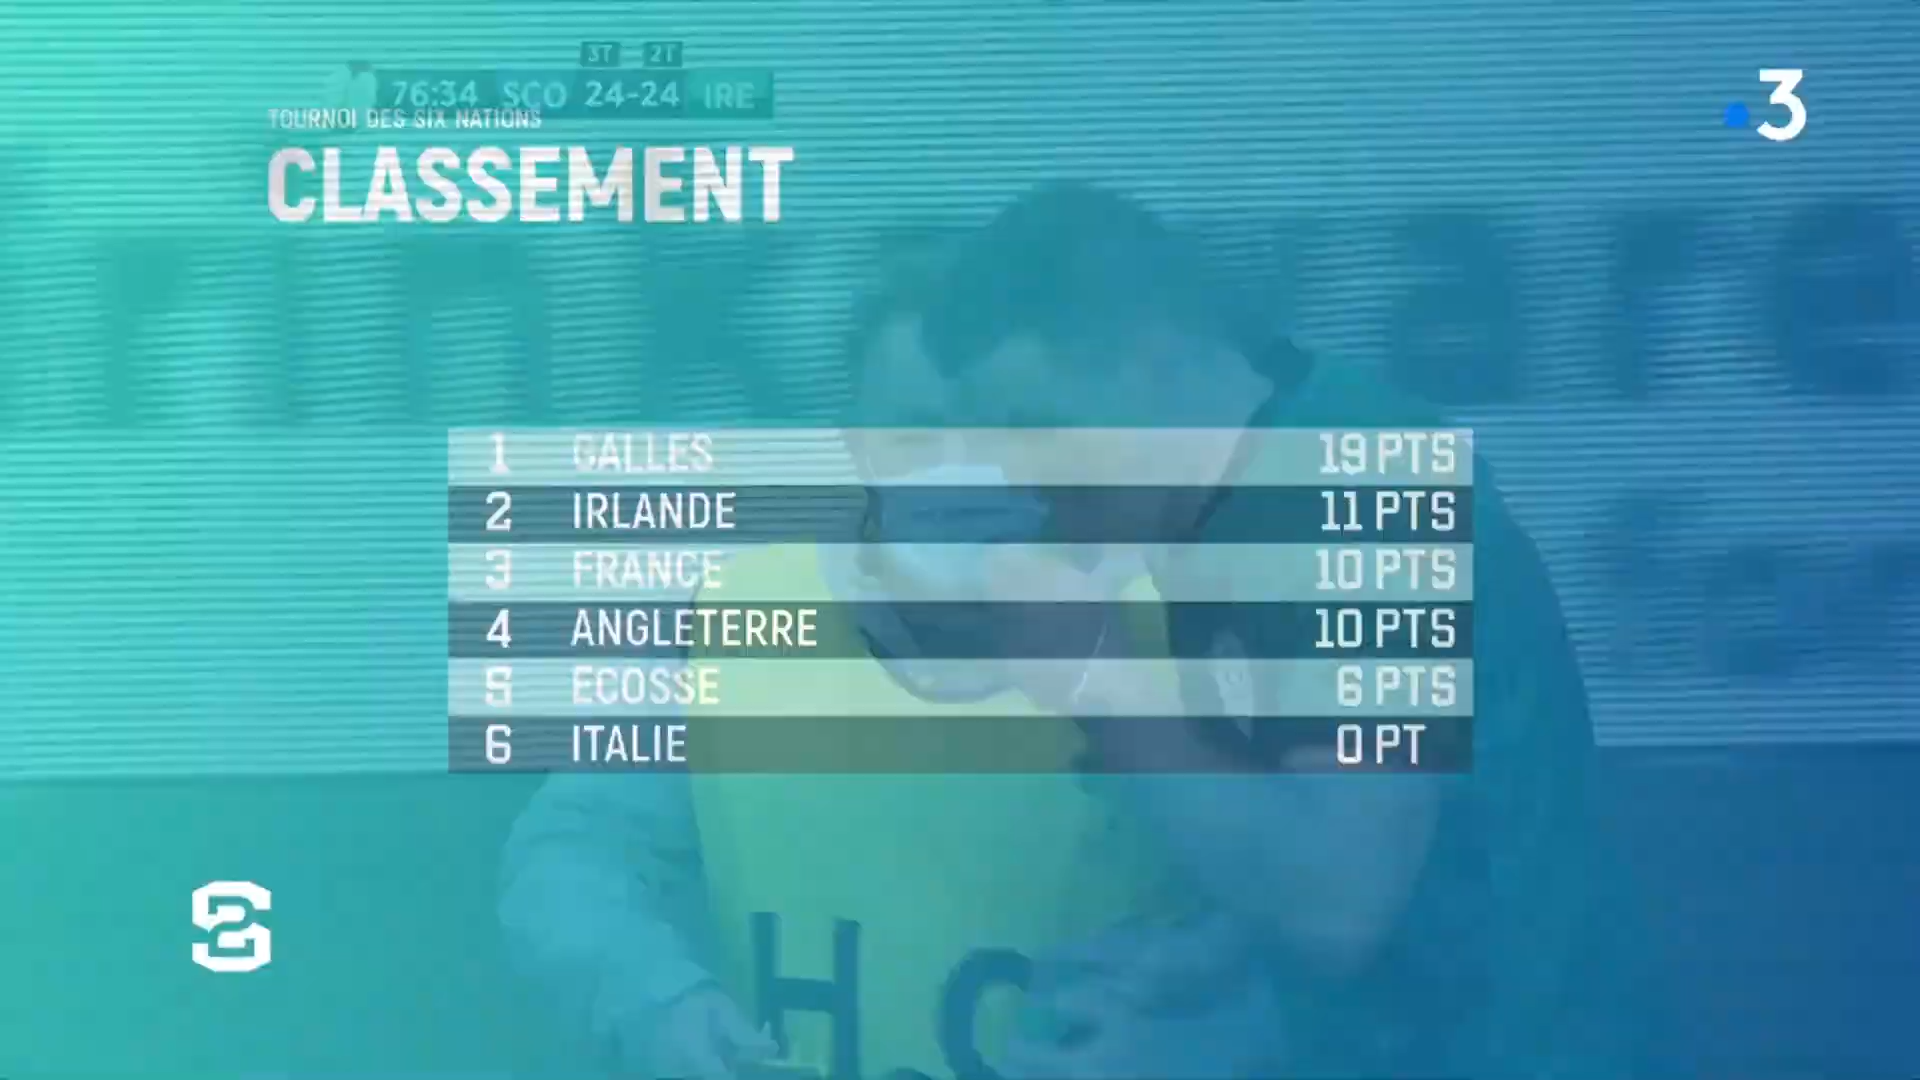 3T 2T
76:34 SCO 24-24 IRE
TOURNOI DES SIX NATIONS
3
CLASSEMENT
1 GALLES 19 PTS
2 IRLANDE 11 PTS
3 FRANCE 10 PTS
4 ANGLETERRE 10 PTS
5 ECOSSE 6 PTS
6 ITALIE 0 PT
S2
H.C